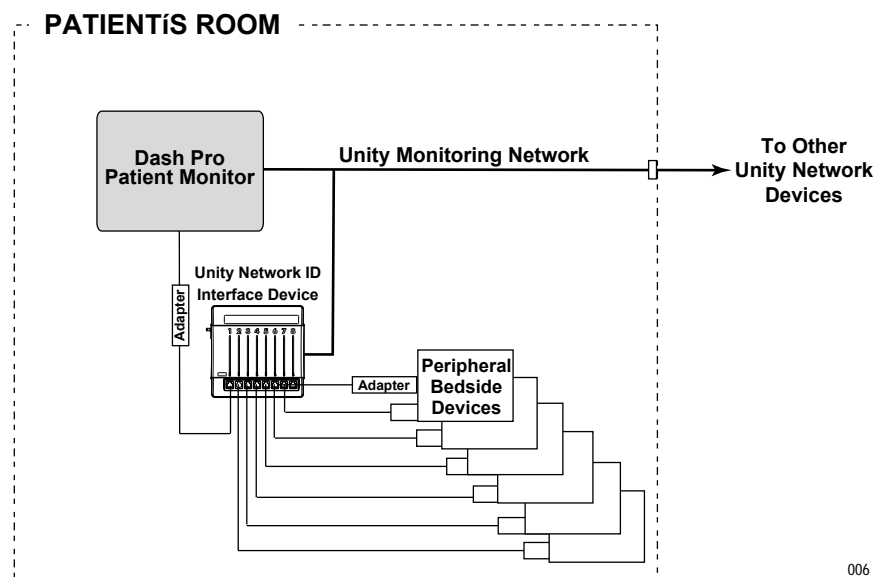 PATIENTíS ROOM
Dash Pro
Patient Monitor
Unity Monitoring Network
To Other
Unity Network
Devices
Unity Network ID
Interface Device
Adapter
1 2 3 4 5 6 7 8
Adapter
Peripheral
Bedside
Devices
006